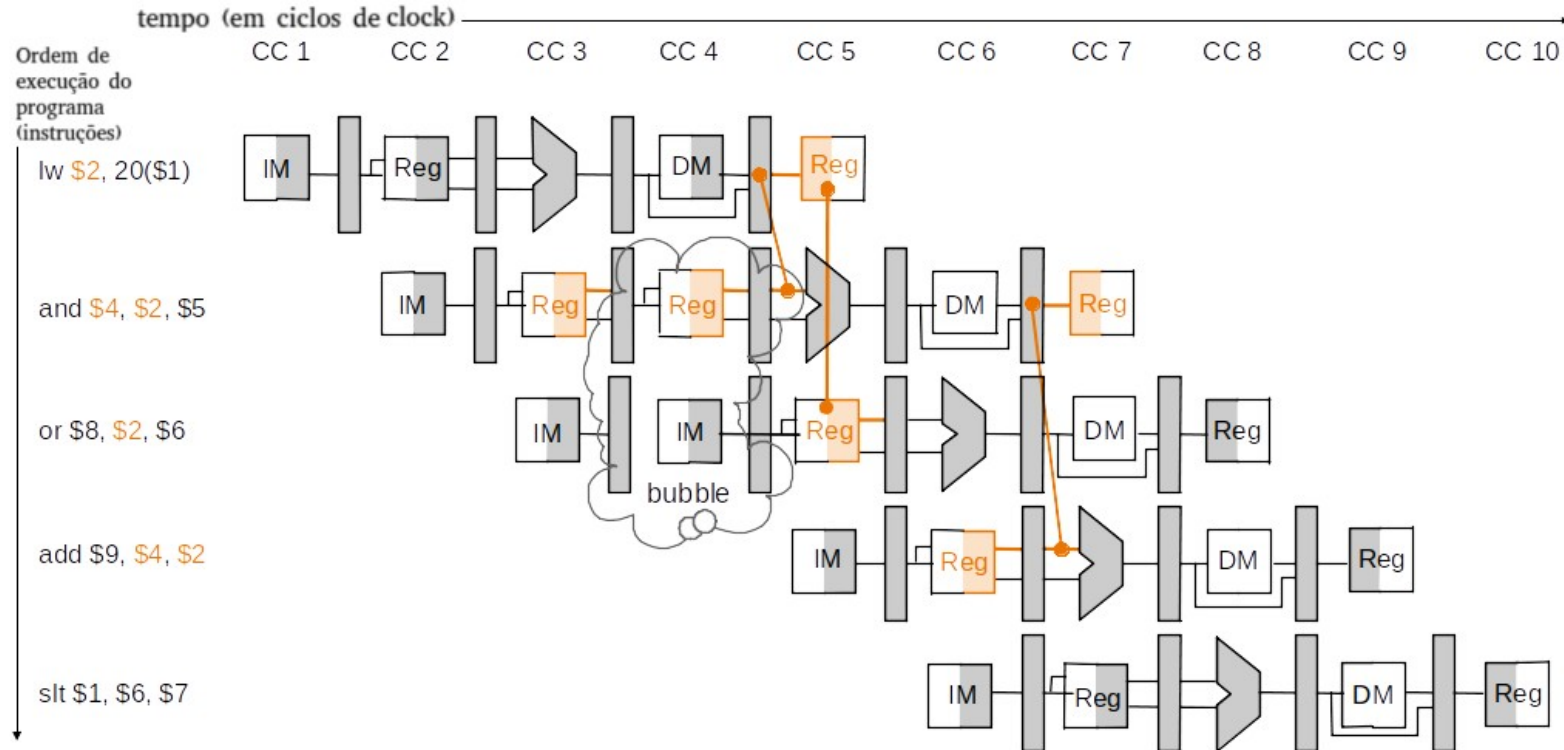 tempo (em ciclos de clock)
CC 1 CC 2 CC 3 CC 4 CC 5 CC 6 CC 7 CC 8 CC 9 CC 10
Ordem de
execução do
programa
(instruções)
lw $2, 20($1) IM Reg DM Reg
and $4, $2, $5 IM Reg Reg DM Reg
or $8, $2, $6 IM IM Reg DM Reg
bubble
add $9, $4, $2 IM Reg DM Reg
slt $1, $6, $7 IM Reg DM Reg